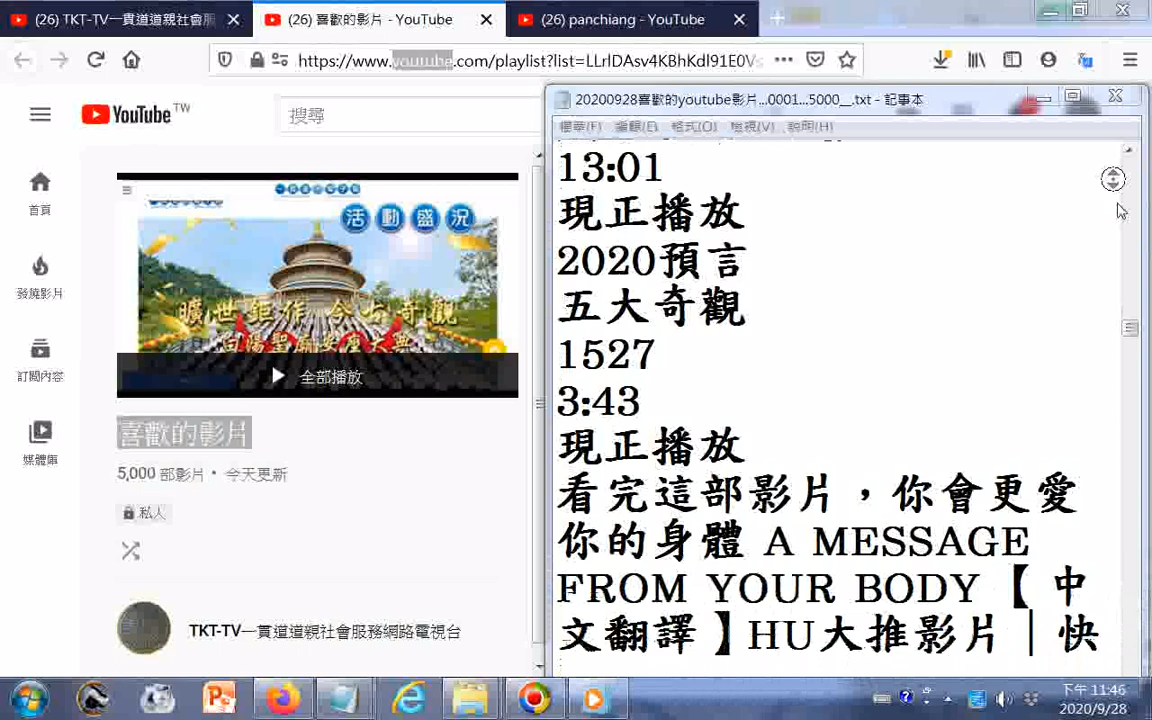 (26) TKT-TV一貫道道親社會服
(26) 喜歡的影片 - YouTube
(26) panchiang - YouTube
https://www.youtube.com/playlist?list=LLrlDAsv4KBhKdl91E0Vs
YouTube TW
搜尋
首頁
發燒影片
訂閱內容
媒體庫
活動盛況
曠世鉅作 今古奇觀
全部播放
喜歡的影片
5,000 部影片・ 今天更新
私人
TKT-TV一貫道道親社會服務網路電視台
20200928喜歡的youtube影片...0001...5000__.txt - 記事本
檔案(F) 編輯(E) 格式(O) 檢視(V) 說明(H)
13:01
現正播放
2020預言
五大奇觀
1527
3:43
現正播放
看完這部影片，你會更愛
你的身體 A MESSAGE
FROM YOUR BODY 【 中
文翻譯 】HU大推影片｜快
下午 11:46
2020/9/28